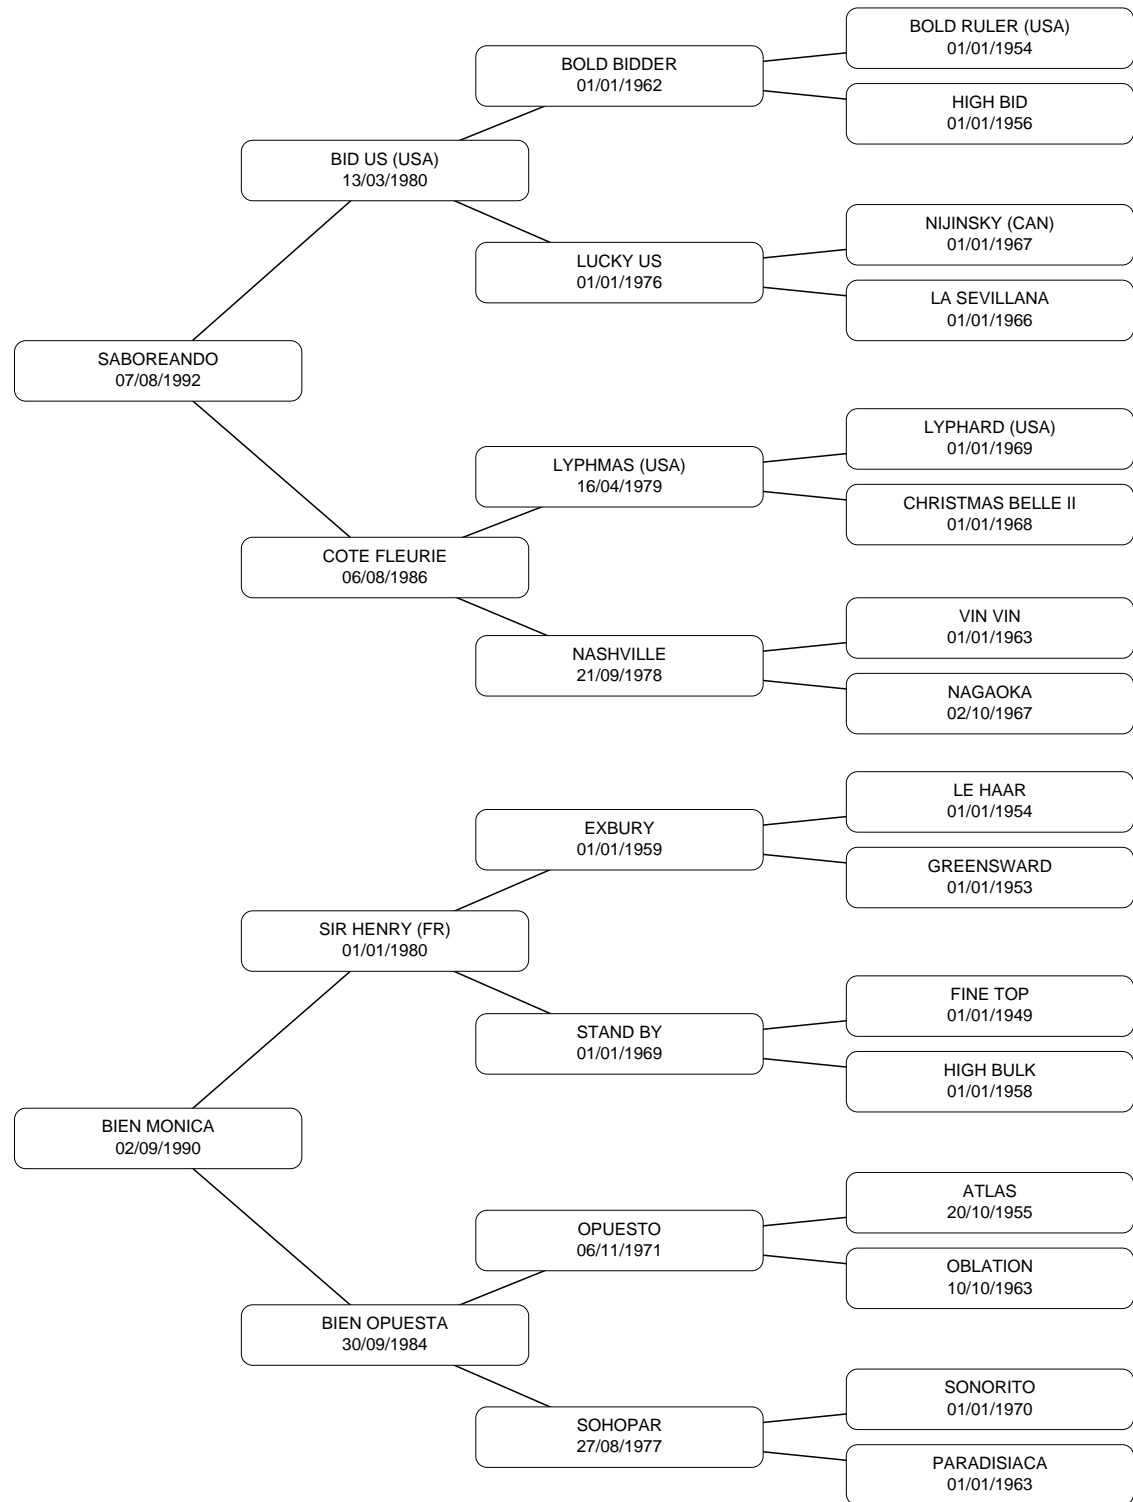 BOLD RULER (USA)
01/01/1954
BOLD BIDDER
01/01/1962
HIGH BID
01/01/1956
BID US (USA)
13/03/1980
NIJINSKY (CAN)
01/01/1967
LUCKY US
01/01/1976
LA SEVILLANA
01/01/1966
SABOREANDO
07/08/1992
LYPHARD (USA)
01/01/1969
LYPHMAS (USA)
16/04/1979
CHRISTMAS BELLE II
01/01/1968
COTE FLEURIE
06/08/1986
VIN VIN
01/01/1963
NASHVILLE
21/09/1978
NAGAOKA
02/10/1967
LE HAAR
01/01/1954
EXBURY
01/01/1959
GREENSWARD
01/01/1953
SIR HENRY (FR)
01/01/1980
FINE TOP
01/01/1949
STAND BY
01/01/1969
HIGH BULK
01/01/1958
BIEN MONICA
02/09/1990
ATLAS
20/10/1955
OPUESTO
06/11/1971
OBLATION
10/10/1963
BIEN OPUESTA
30/09/1984
SONORITO
01/01/1970
SOHOPAR
27/08/1977
PARADISIACA
01/01/1963